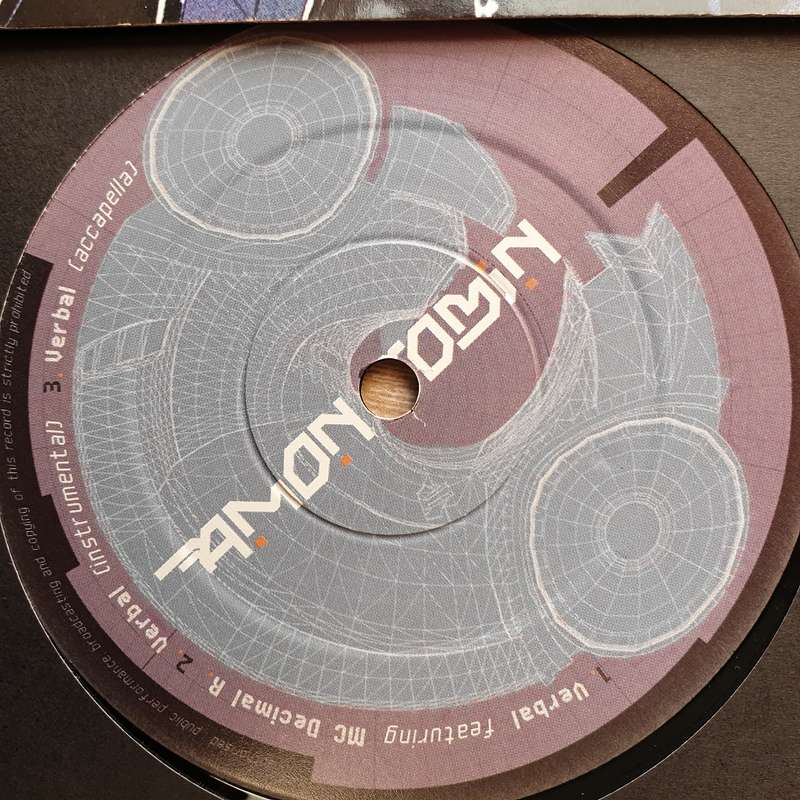 AMON TOBIN
1. Verbal featuring MC Decimal R.
2. Verbal (instrumental)
3. Verbal (accapella)
public performance broadcasting and copying of this record is strictly prohibited